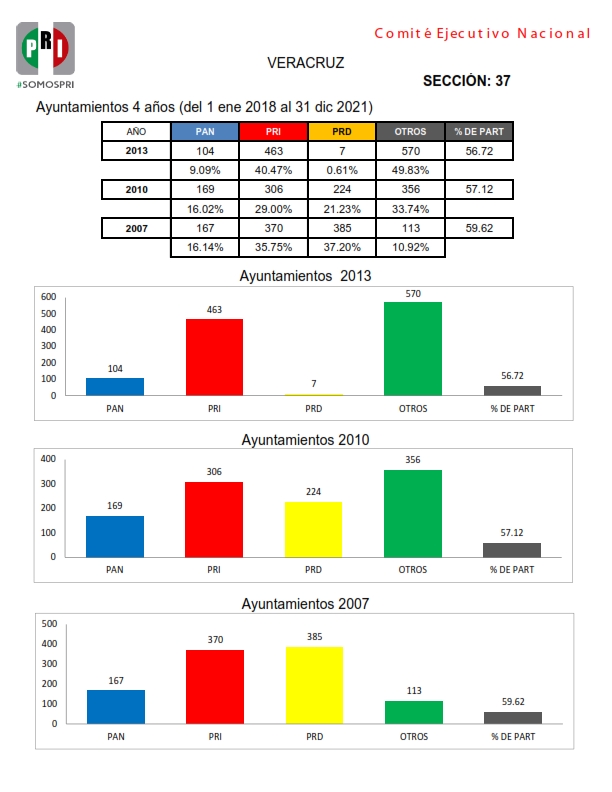 Comité Ejecutivo Nacional
PRI
#SOMOSPRI
VERACRUZ
SECCIÓN: 37
Ayuntamientos 4 años (del 1 ene 2018 al 31 dic 2021)
AÑO PAN PRI PRD OTROS % DE PART
2013 104 463 7 570 56.72
9.09% 40.47% 0.61% 49.83%
2010 169 306 224 356 57.12
16.02% 29.00% 21.23% 33.74%
2007 167 370 385 113 59.62
16.14% 35.75% 37.20% 10.92%
Ayuntamientos 2013
600
500
400
300
200
100
0
104 463 7 570 56.72
PAN PRI PRD OTROS % DE PART
Ayuntamientos 2010
400
300
200
100
0
169 306 224 356 57.12
PAN PRI PRD OTROS % DE PART
Ayuntamientos 2007
500
400
300
200
100
0
167 370 385 113 59.62
PAN PRI PRD OTROS % DE PART